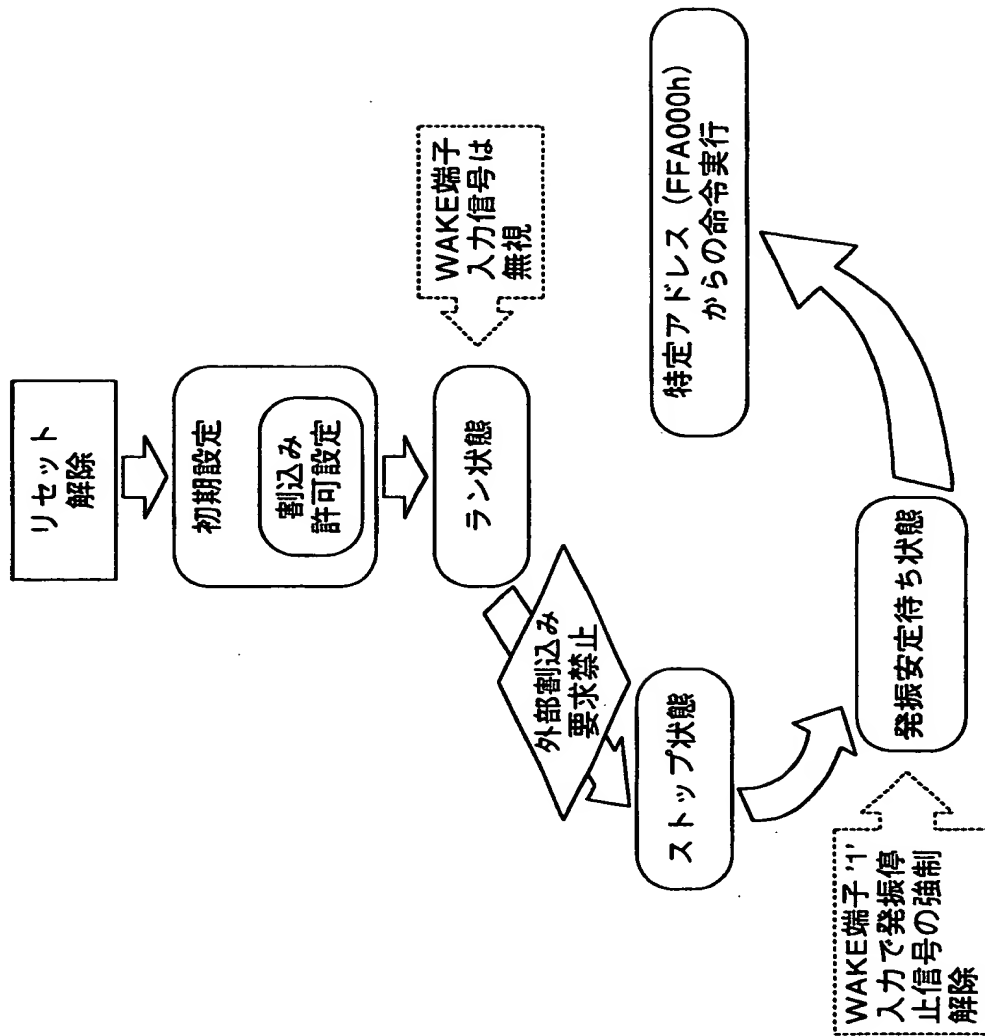 リセット
解除
初期設定
割込み
許可設定
ラン状態
WAKE端子
入力信号は
無視
外部割込み
要求禁止
ストップ状態
WAKE端子 '1'
入力で発振停
止信号の強制
解除
発振安定待ち状態
特定アドレス (FFA000h)
からの命令実行